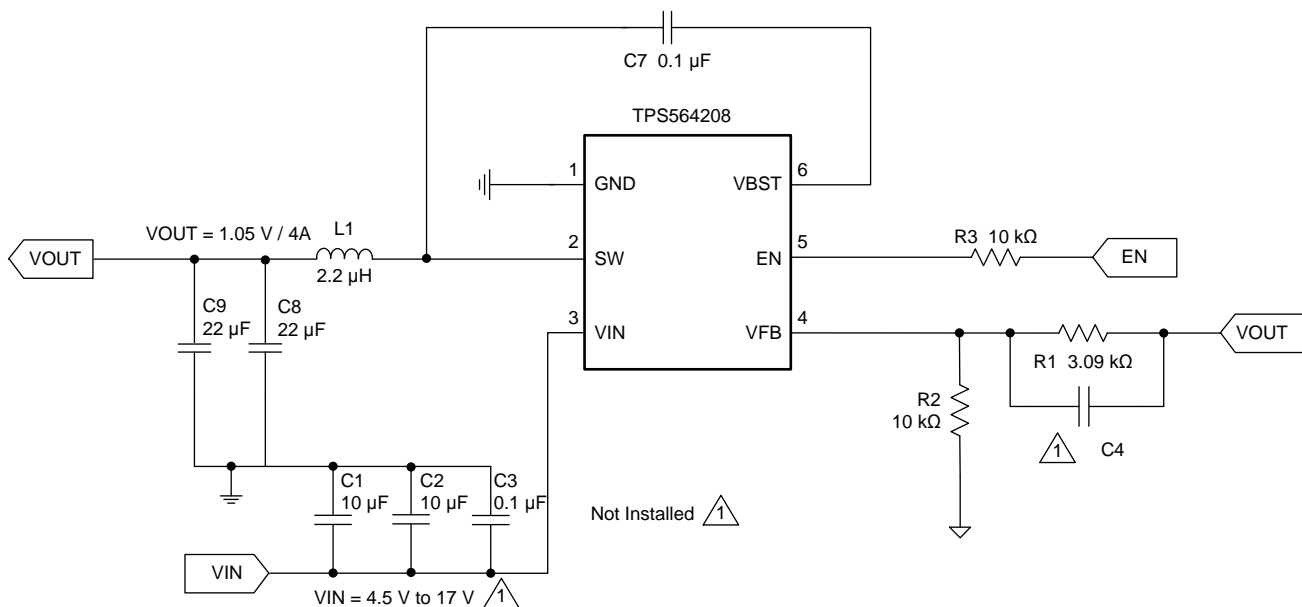 C7 0.1 µF
TPS564208
1
GND
VBST
6
VOUT = 1.05 V / 4A
L1
2.2 µH
VOUT
2
SW
EN
5
R3 10 kΩ
EN
C9
22 µF
C8
22 µF
3
VIN
VFB
4
VOUT
R1 3.09 kΩ
R2
10 kΩ
1
C4
C1
10 µF
C2
10 µF
C3
0.1 µF
Not Installed 1
VIN
VIN = 4.5 V to 17 V 1